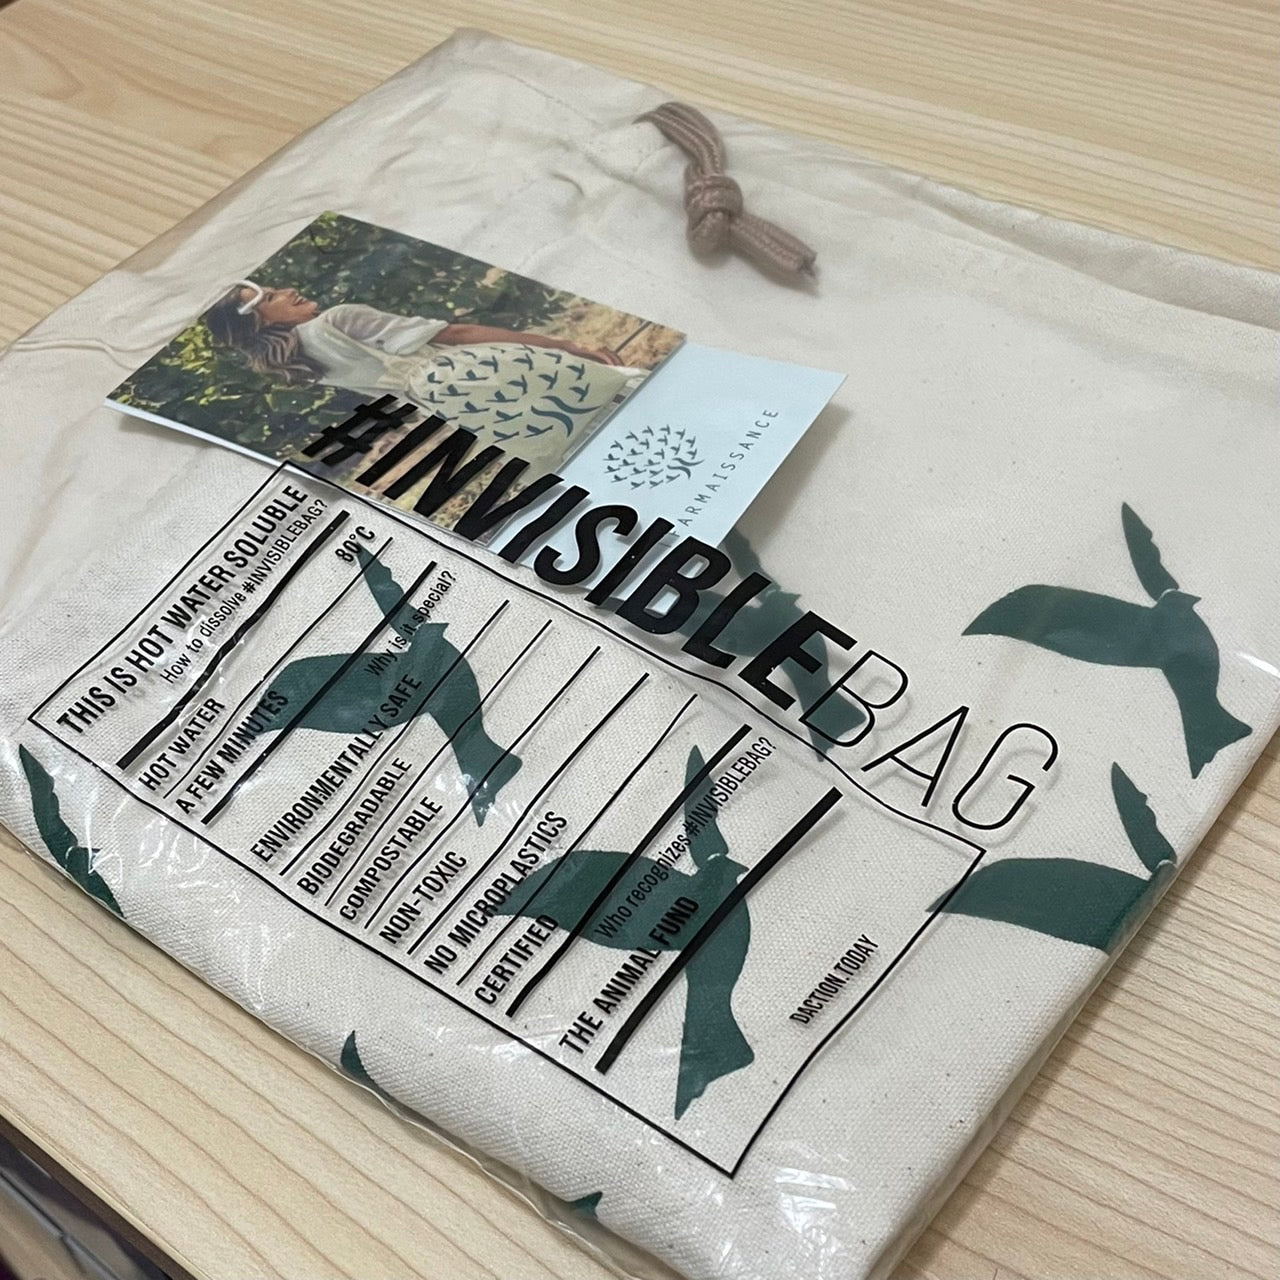 #INVISIBLEBAG
THIS IS HOT WATER SOLUBLE
How to dissolve #INVISIBLEBAG?
HOT WATER 80°C
A FEW MINUTES
Why is it special?
ENVIRONMENTALLY SAFE
BIODEGRADABLE
COMPOSTABLE
NON-TOXIC
NO MICROPLASTICS
CERTIFIED
Who recognizes #INVISIBLEBAG?
THE ANIMAL FUND
DACTION.TODAY
FARMAISSANCE